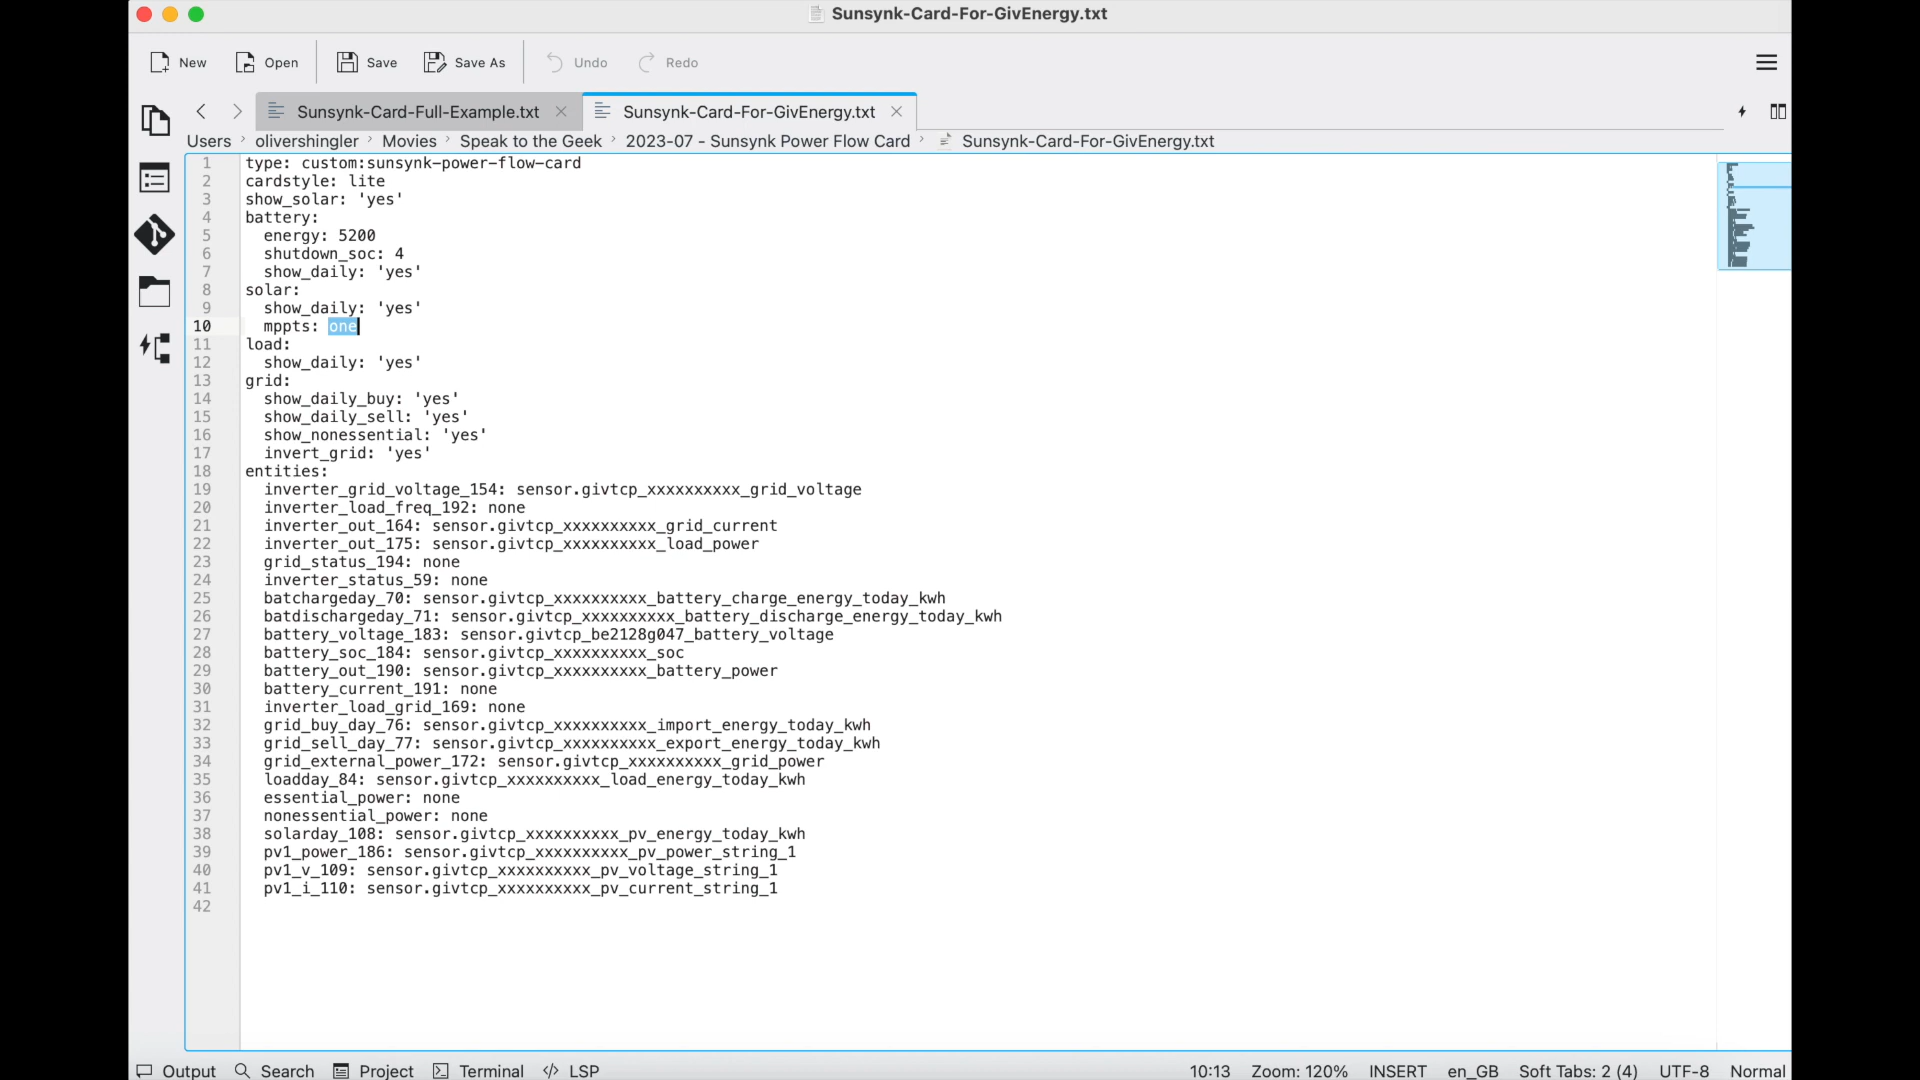 Sunsynk-Card-For-GivEnergy.txt
New Open Save Save As Undo Redo
Sunsynk-Card-Full-Example.txt Sunsynk-Card-For-GivEnergy.txt
Users › olivershingler › Movies › Speak to the Geek › 2023-07 - Sunsynk Power Flow Card › Sunsynk-Card-For-GivEnergy.txt
1 type: custom:sunsynk-power-flow-card
2 cardstyle: lite
3 show_solar: 'yes'
4 battery:
5 energy: 5200
6 shutdown_soc: 4
7 show_daily: 'yes'
8 solar:
9 show_daily: 'yes'
10 mppts: one
11 load:
12 show_daily: 'yes'
13 grid:
14 show_daily_buy: 'yes'
15 show_daily_sell: 'yes'
16 show_nonessential: 'yes'
17 invert_grid: 'yes'
18 entities:
19 inverter_grid_voltage_154: sensor.givtcp_xxxxxxxxxx_grid_voltage
20 inverter_load_freq_192: none
21 inverter_out_164: sensor.givtcp_xxxxxxxxxx_grid_current
22 inverter_out_175: sensor.givtcp_xxxxxxxxxx_load_power
23 grid_status_194: none
24 inverter_status_59: none
25 batchargeday_70: sensor.givtcp_xxxxxxxxxx_battery_charge_energy_today_kwh
26 batdischargeday_71: sensor.givtcp_xxxxxxxxxx_battery_discharge_energy_today_kwh
27 battery_voltage_183: sensor.givtcp_be2128g047_battery_voltage
28 battery_soc_184: sensor.givtcp_xxxxxxxxxx_soc
29 battery_out_190: sensor.givtcp_xxxxxxxxxx_battery_power
30 battery_current_191: none
31 inverter_load_grid_169: none
32 grid_buy_day_76: sensor.givtcp_xxxxxxxxxx_import_energy_today_kwh
33 grid_sell_day_77: sensor.givtcp_xxxxxxxxxx_export_energy_today_kwh
34 grid_external_power_172: sensor.givtcp_xxxxxxxxxx_grid_power
35 loadday_84: sensor.givtcp_xxxxxxxxxx_load_energy_today_kwh
36 essential_power: none
37 nonessential_power: none
38 solarday_108: sensor.givtcp_xxxxxxxxxx_pv_energy_today_kwh
39 pv1_power_186: sensor.givtcp_xxxxxxxxxx_pv_power_string_1
40 pv1_v_109: sensor.givtcp_xxxxxxxxxx_pv_voltage_string_1
41 pv1_i_110: sensor.givtcp_xxxxxxxxxx_pv_current_string_1
42
Output Search Project Terminal LSP 10:13 Zoom: 120% INSERT en_GB Soft Tabs: 2 (4) UTF-8 Normal